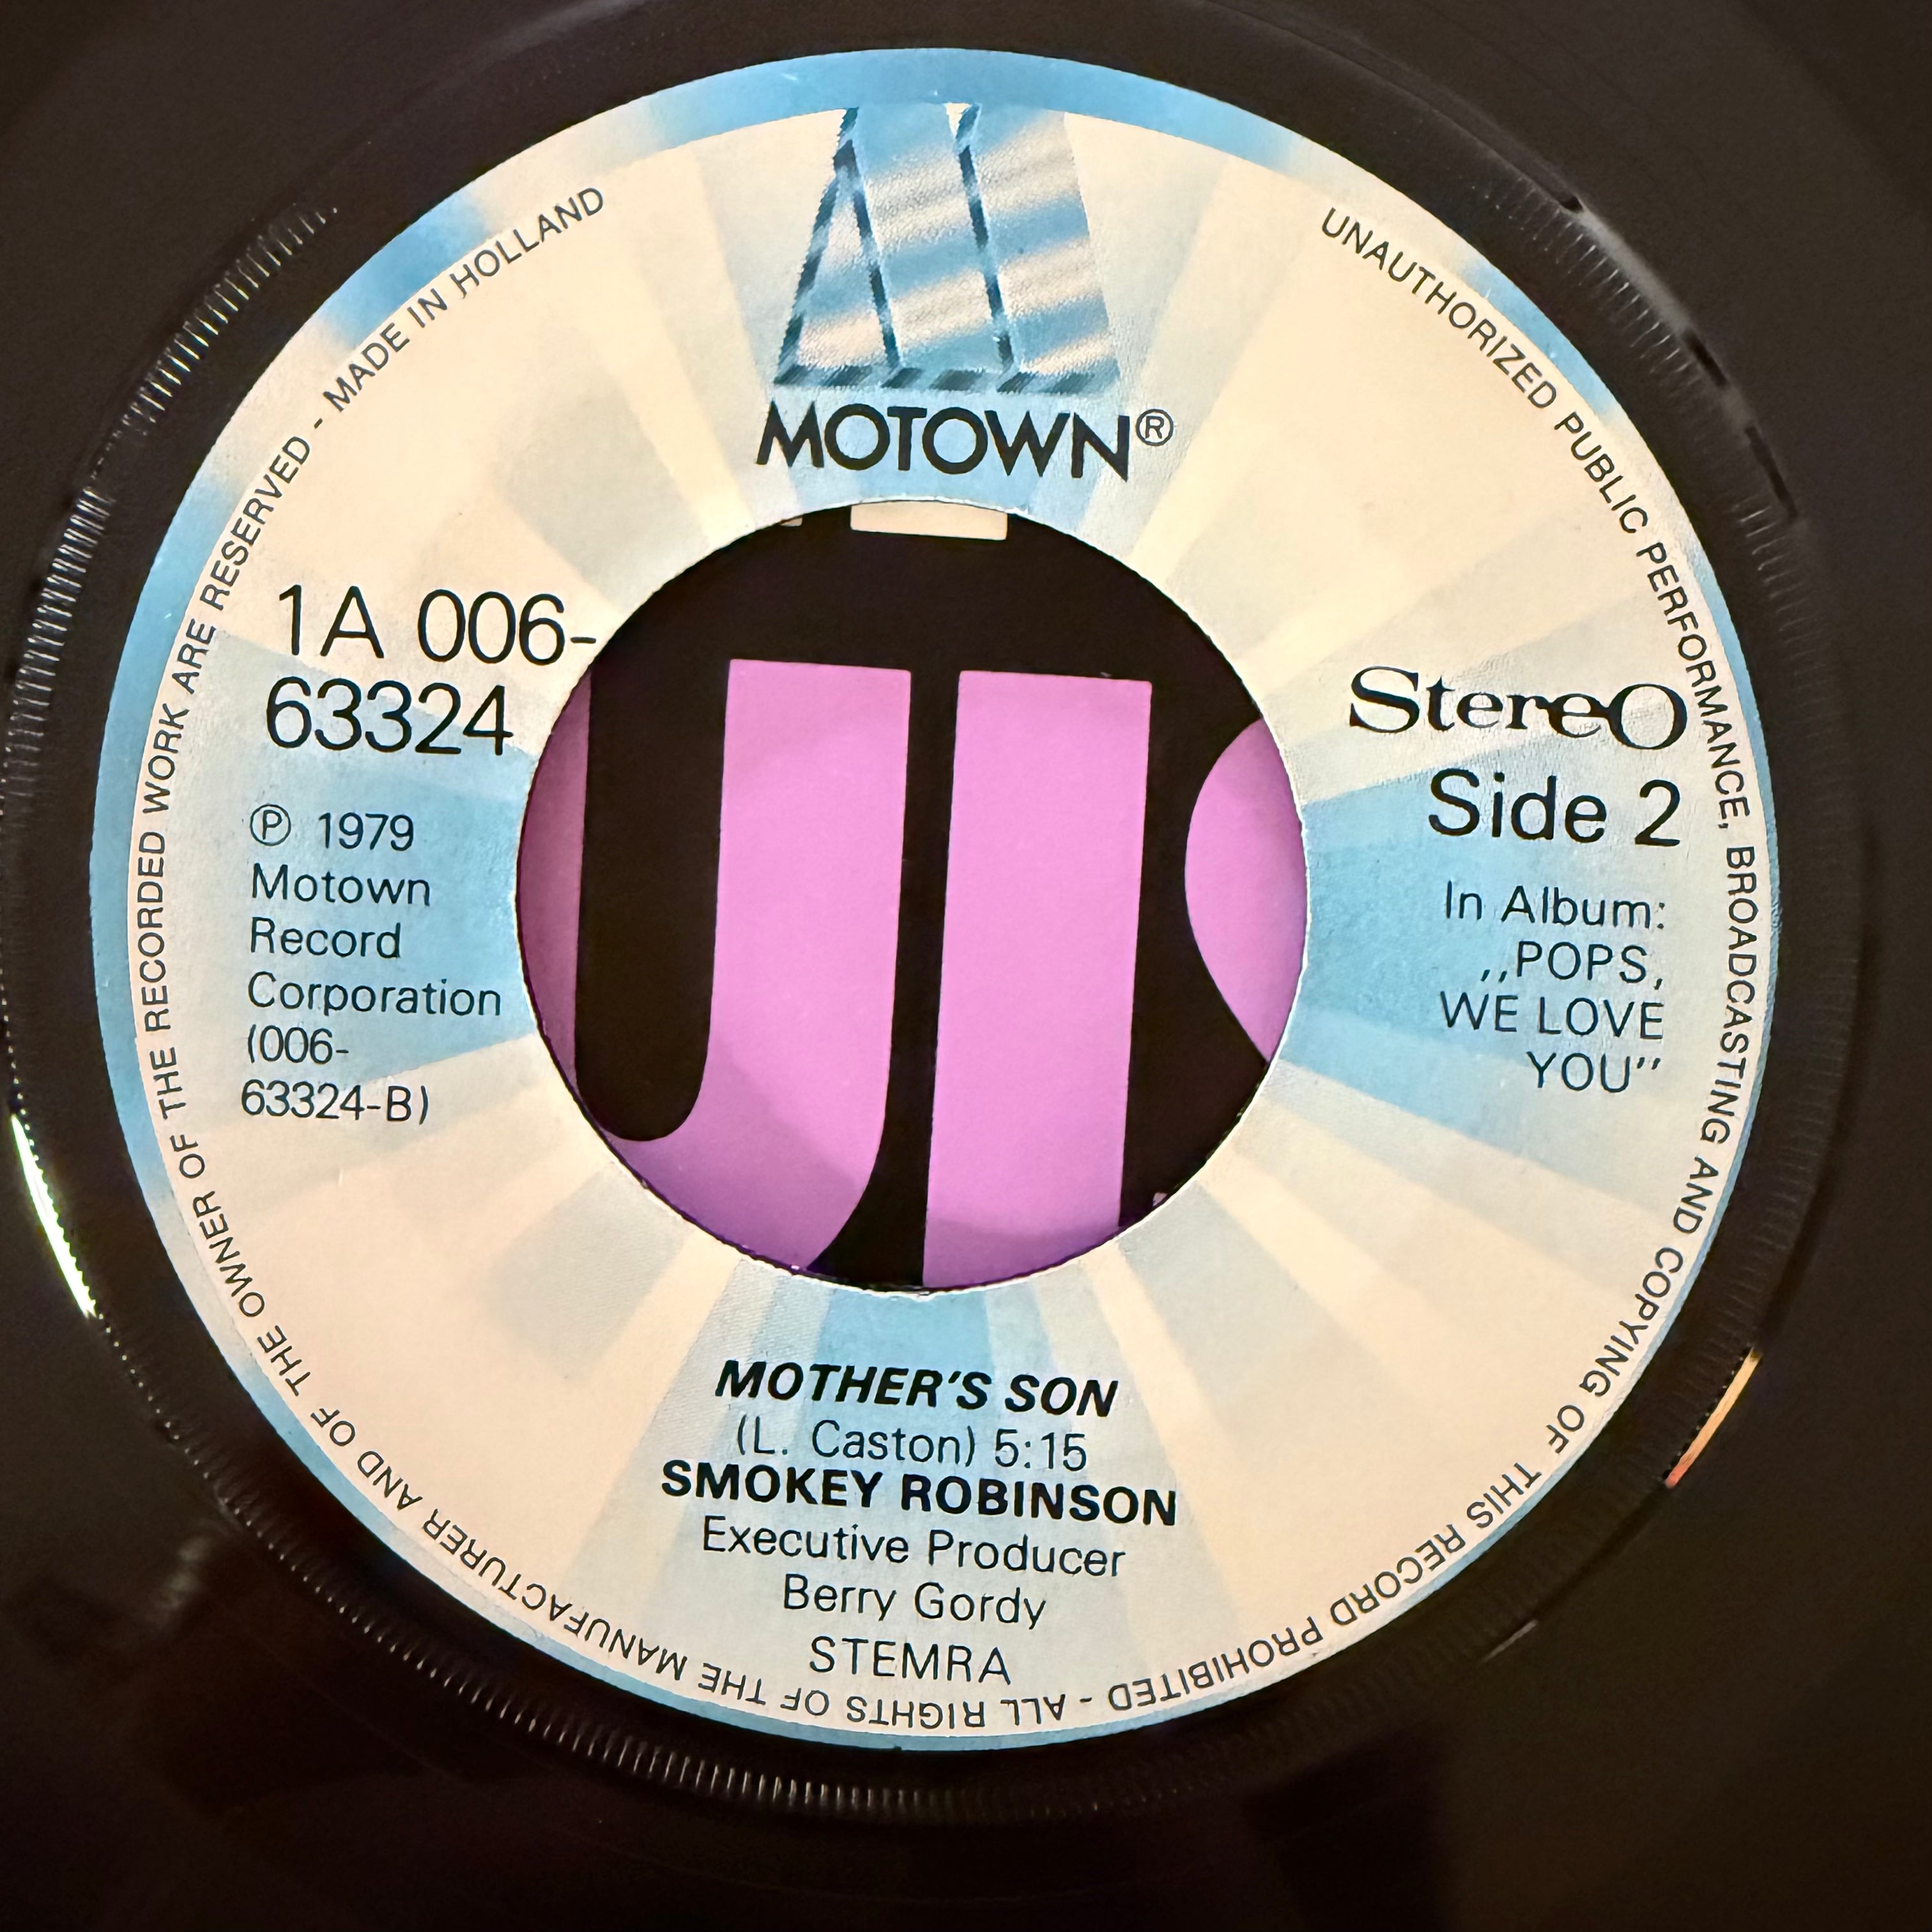 MOTOWN®
1A 006-
63324
℗ 1979
Motown
Record
Corporation
(006-
63324-B)
Stereo
Side 2
In Album:
,,POPS,
WE LOVE
YOU”
MOTHER'S SON
(L. Caston) 5:15
SMOKEY ROBINSON
Executive Producer
Berry Gordy
STEMRA
UNAUTHORIZED PUBLIC PERFORMANCE, BROADCASTING AND COPYING OF THIS RECORD PROHIBITED - ALL RIGHTS OF THE MANUFACTURER AND OF THE OWNER OF THE RECORDED WORK ARE RESERVED - MADE IN HOLLAND